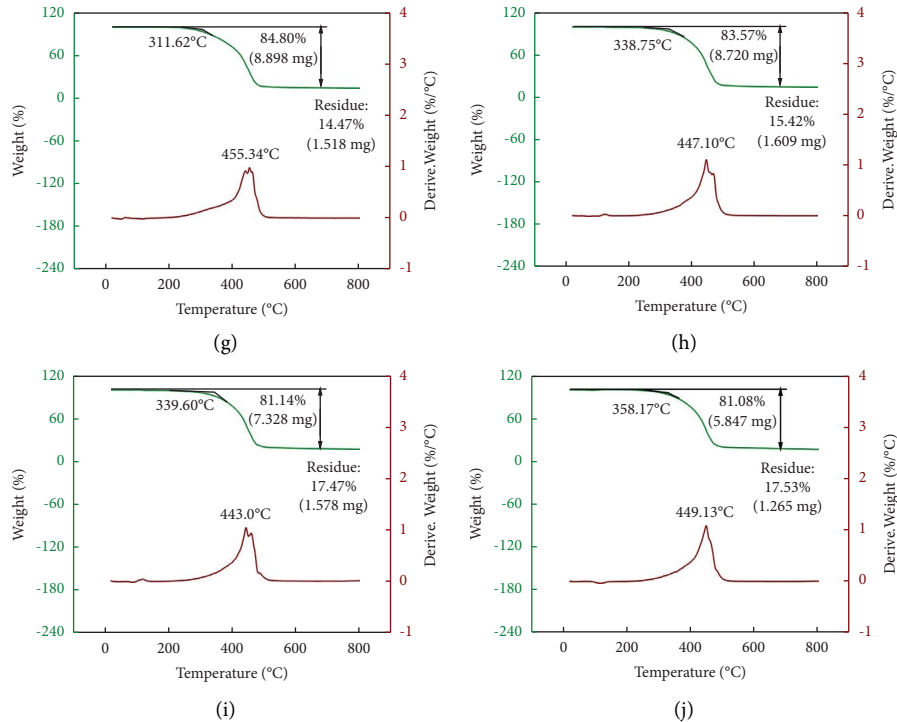 120
60
0
-60
-120
-180
-240
Weight (%)
311.62°C
84.80%
(8.898 mg)
Residue:
14.47%
(1.518 mg)
455.34°C
4
3
2
1
0
-1
Derive.Weight (%/°C)
0 200 400 600 800
Temperature (°C)
(g)
120
60
0
-60
-120
-180
-240
Weight (%)
338.75°C
83.57%
(8.720 mg)
Residue:
15.42%
(1.609 mg)
447.10°C
4
3
2
1
0
-1
Derive.Weight (%/°C)
0 200 400 600 800
Temperature (°C)
(h)
120
60
0
-60
-120
-180
-240
Weight (%)
339.60°C
81.14%
(7.328 mg)
Residue:
17.47%
(1.578 mg)
443.0°C
4
3
2
1
0
-1
Derive. Weight (%/°C)
0 200 400 600 800
Temperature (°C)
(i)
120
60
0
-60
-120
-180
-240
Weight (%)
358.17°C
81.08%
(5.847 mg)
Residue:
17.53%
(1.265 mg)
449.13°C
4
3
2
1
0
-1
Derive.Weight (%/°C)
0 200 400 600 800
Temperature (°C)
(j)